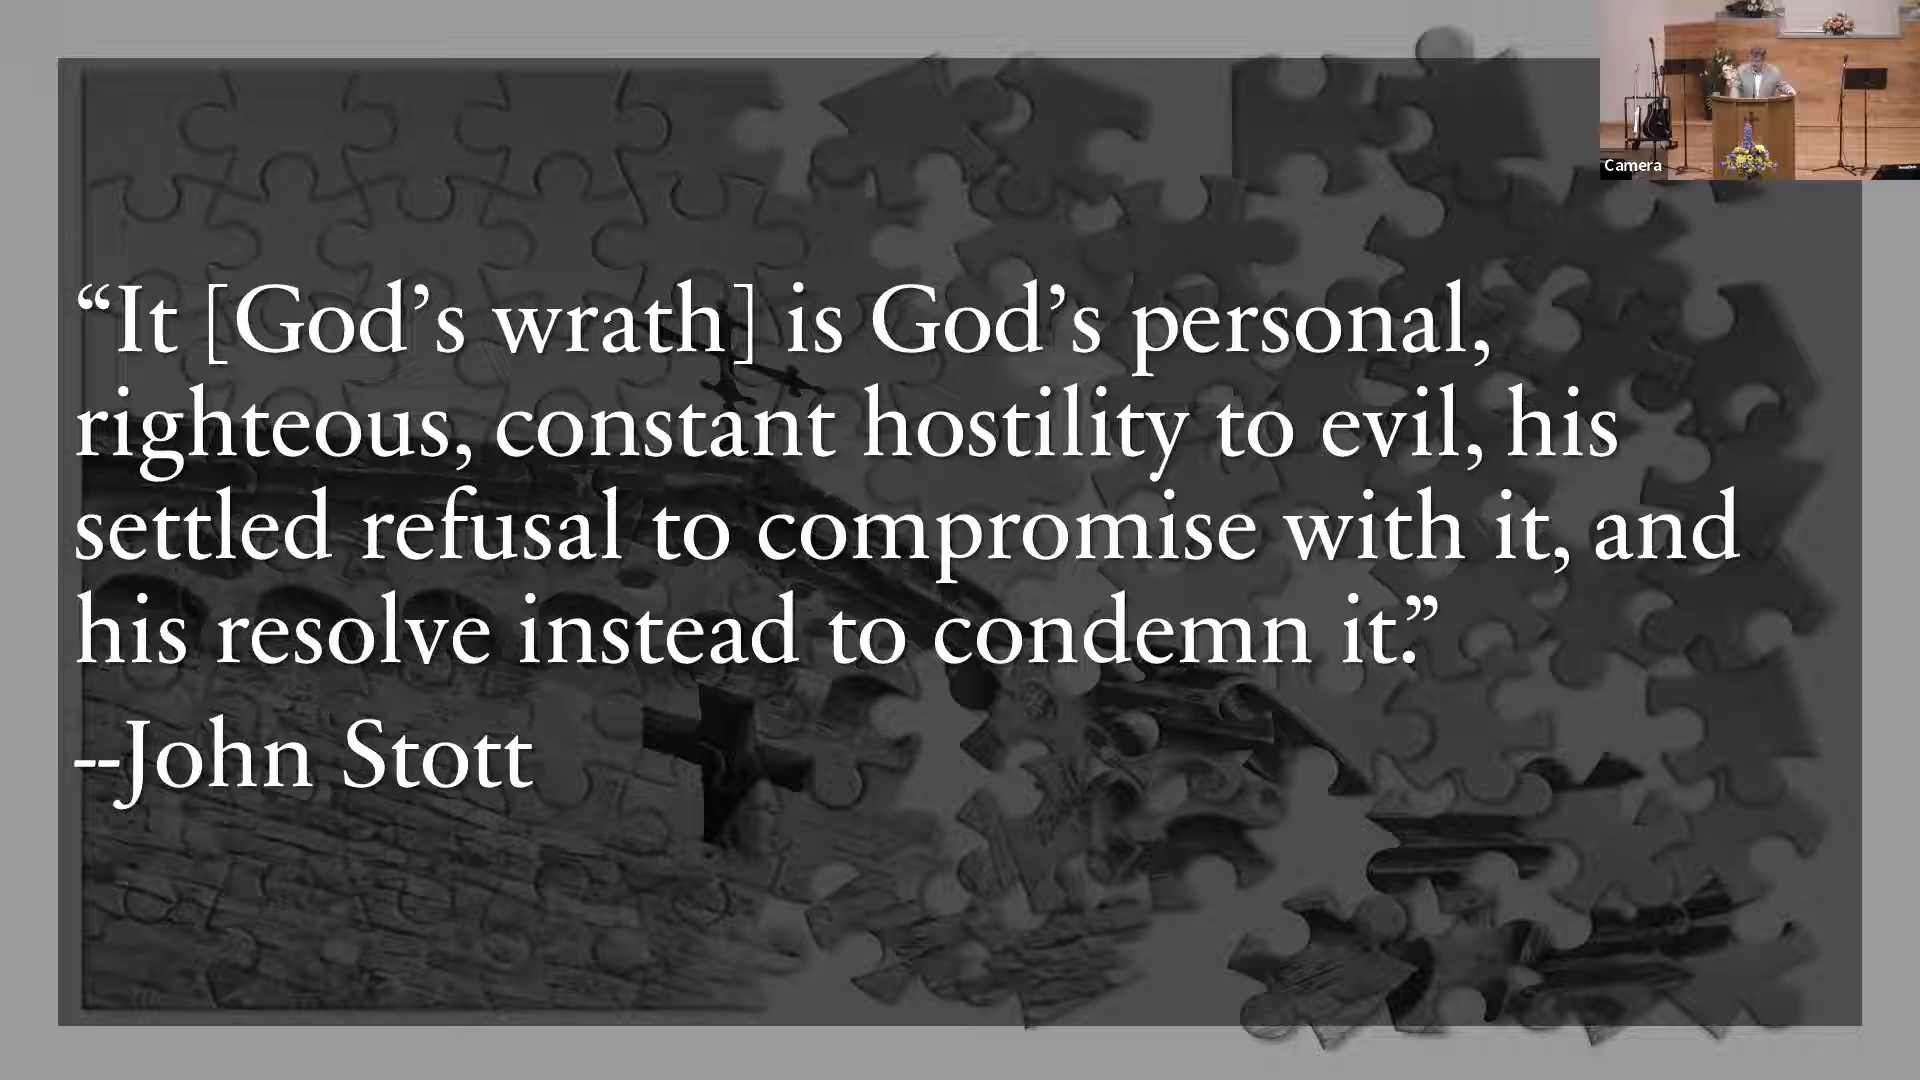 Camera
“It [God’s wrath] is God’s personal,
righteous, constant hostility to evil, his
settled refusal to compromise with it, and
his resolve instead to condemn it.”
--John Stott